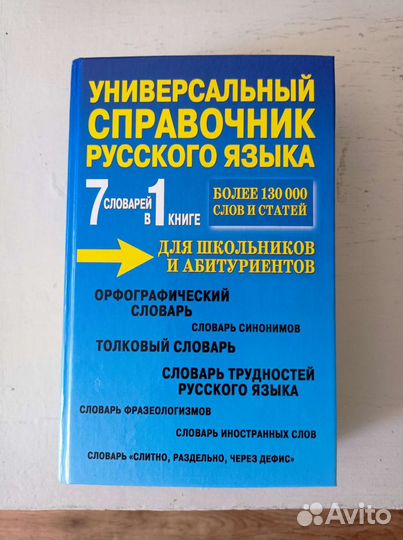 УНИВЕРСАЛЬНЫЙ
СПРАВОЧНИК
РУССКОГО ЯЗЫКА
7 СЛОВАРЕЙ В 1 КНИГЕ
БОЛЕЕ 130 000
СЛОВ И СТАТЕЙ
ДЛЯ ШКОЛЬНИКОВ
И АБИТУРИЕНТОВ
ОРФОГРАФИЧЕСКИЙ
СЛОВАРЬ
СЛОВАРЬ СИНОНИМОВ
ТОЛКОВЫЙ СЛОВАРЬ
СЛОВАРЬ ТРУДНОСТЕЙ
РУССКОГО ЯЗЫКА
СЛОВАРЬ ФРАЗЕОЛОГИЗМОВ
СЛОВАРЬ ИНОСТРАННЫХ СЛОВ
СЛОВАРЬ «СЛИТНО, РАЗДЕЛЬНО, ЧЕРЕЗ ДЕФИС»
Avito